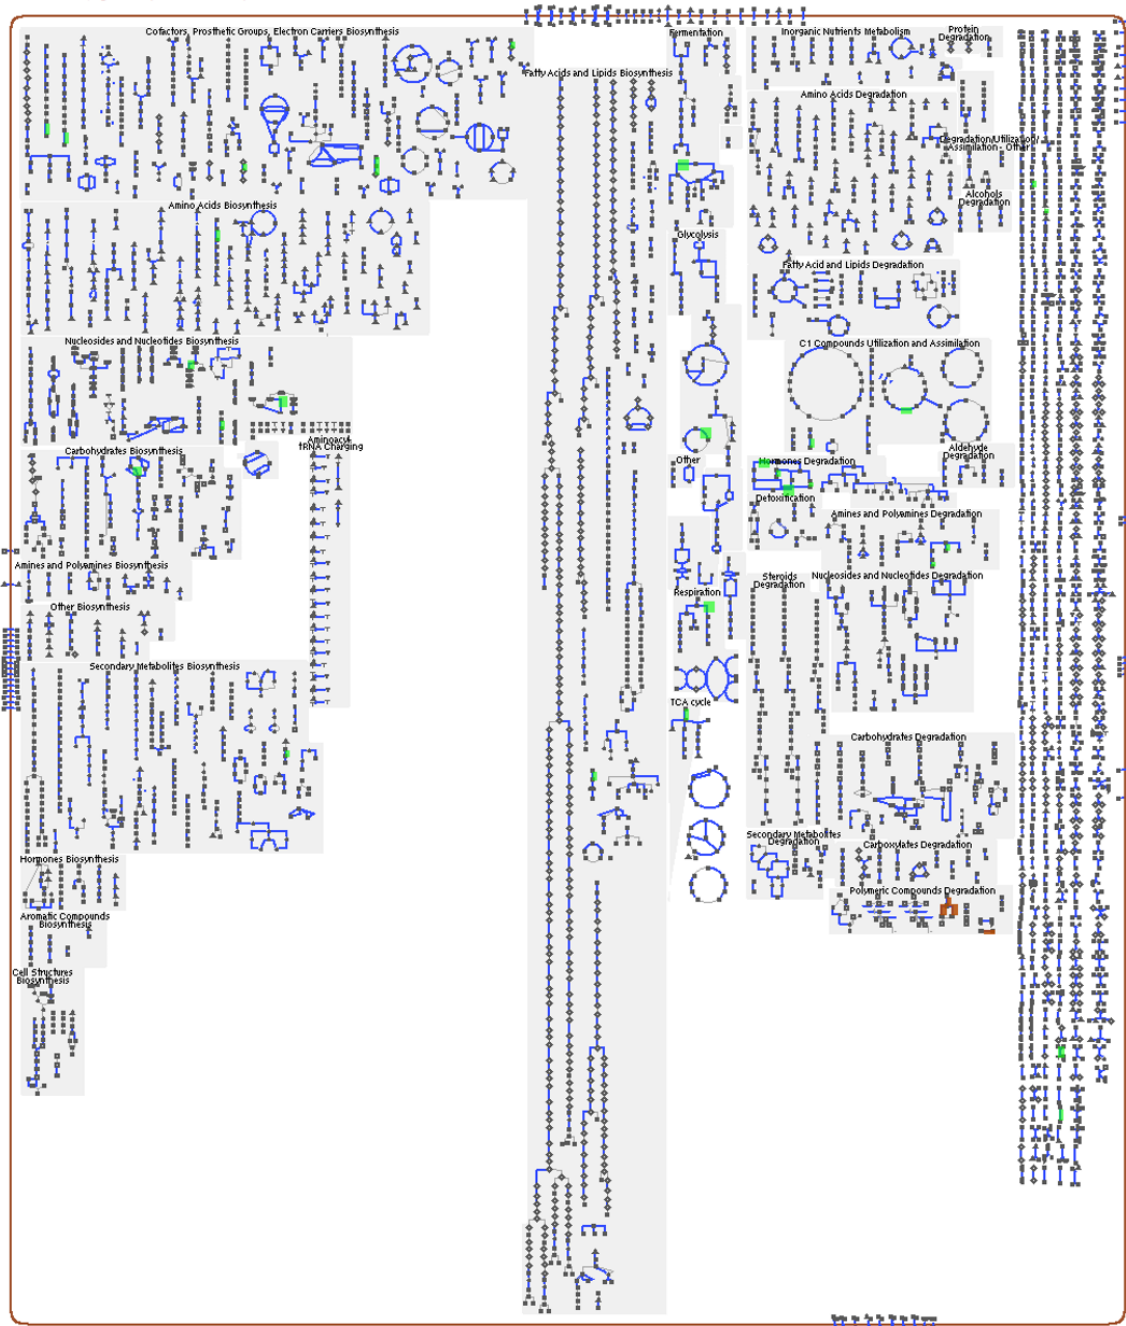 Cofactors, Prosthetic Groups, Electron Carriers Biosynthesis
Amino Acids Biosynthesis
Nucleosides and Nucleotides Biosynthesis
Carbohydrates Biosynthesis
Aminoacyl
tRNA Charging
Amines and Polyamines Biosynthesis
Other Biosynthesis
Secondary Metabolites Biosynthesis
Hormones Biosynthesis
Aromatic Compounds
Biosynthesis
Cell Structures
Biosynthesis
Fatty Acids and Lipids Biosynthesis
Fermentation
Glycolysis
Other
Respiration
TCA cycle
Inorganic Nutrients Metabolism
Protein
Degradation
Amino Acids Degradation
Degradation/Utilization/
Assimilation - Other
Alcohols
Degradation
Fatty Acid and Lipids Degradation
C1 Compounds Utilization and Assimilation
Aldehyde
Degradation
Hormones Degradation
Detoxification
Amines and Polyamines Degradation
Steroids
Degradation
Nucleosides and Nucleotides Degradation
Carbohydrates Degradation
Secondary Metabolites
Degradation
Carboxylates Degradation
Polymeric Compounds Degradation